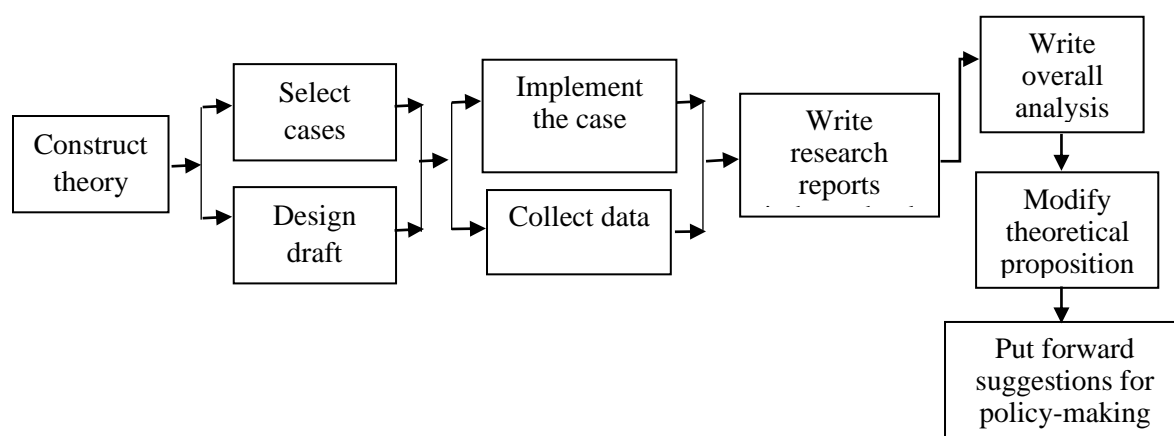 Construct
theory
Select
cases
Design
draft
Implement
the case
Collect data
Write
research
reports
Write
overall
analysis
Modify
theoretical
proposition
Put forward
suggestions for
policy-making